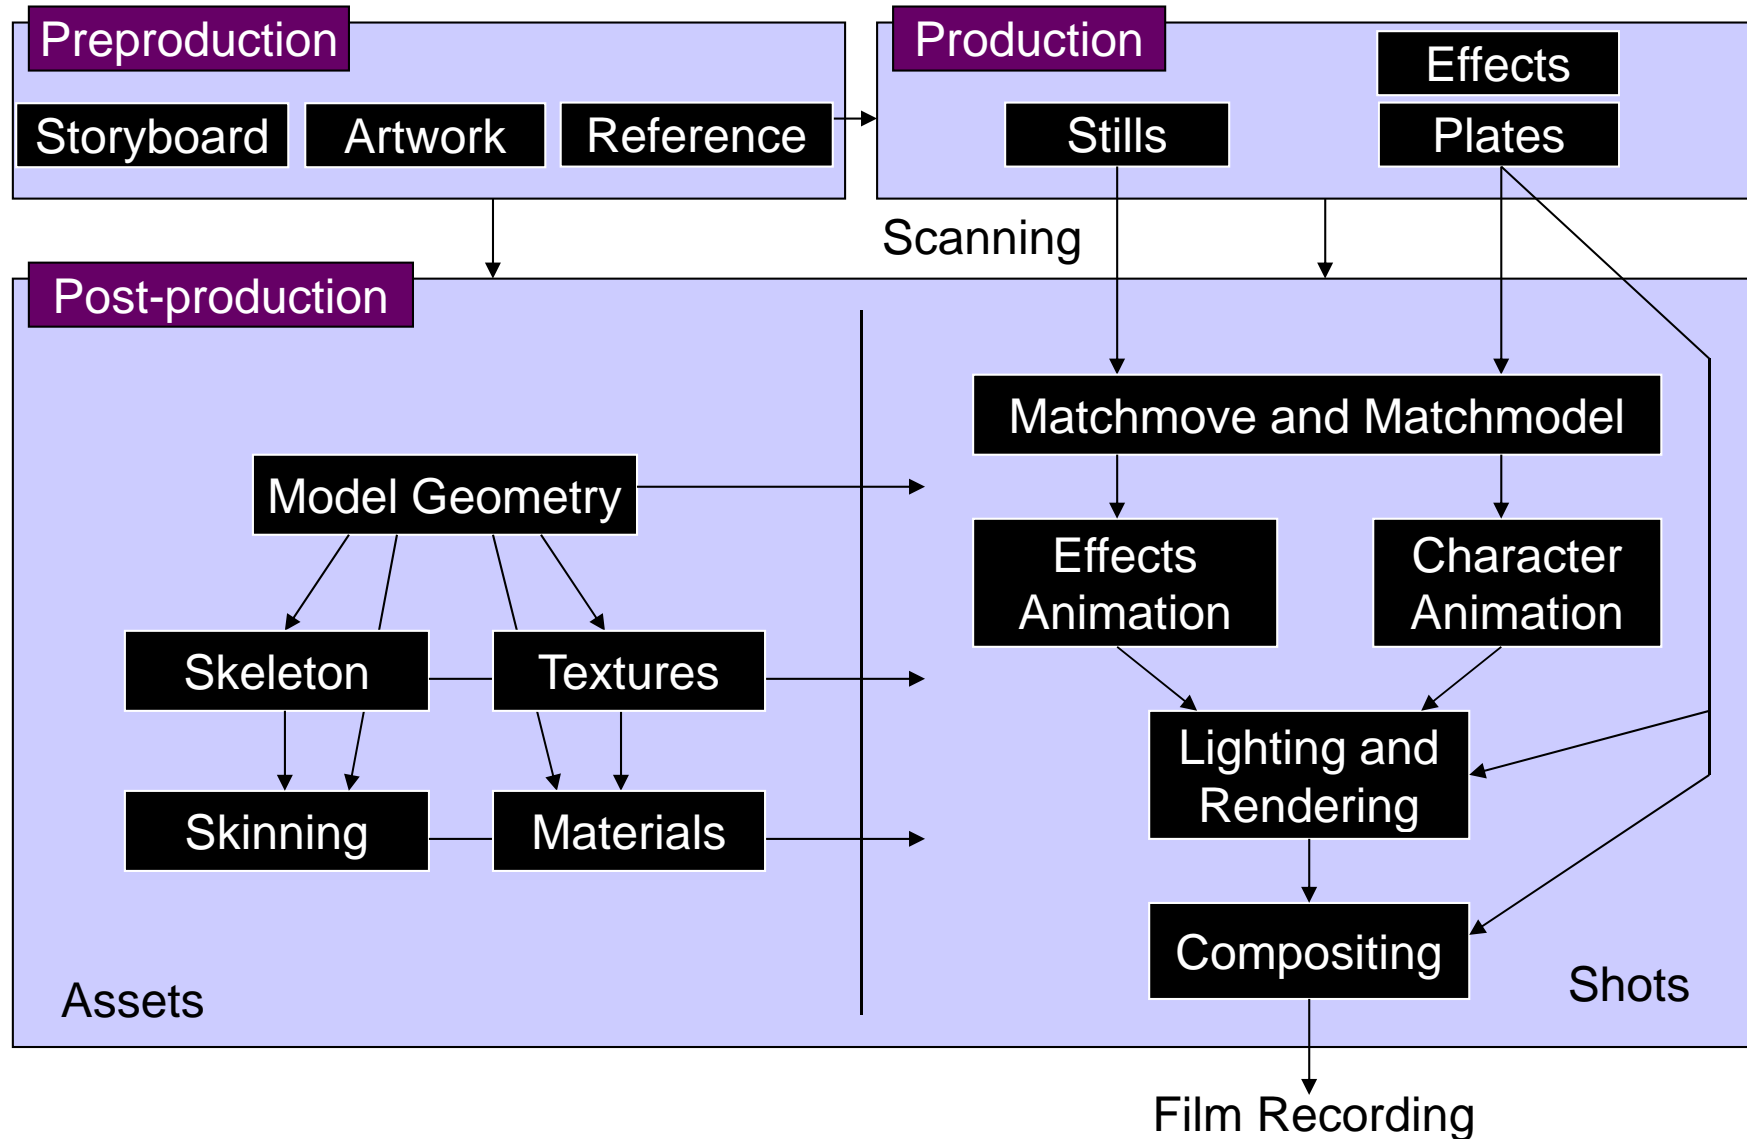 Preproduction
Storyboard
Artwork
Reference
Production
Effects
Stills
Plates
Scanning
Post-production
Matchmove and Matchmodel
Model Geometry
Effects
Animation
Character
Animation
Skeleton
Textures
Lighting and
Rendering
Skinning
Materials
Compositing
Assets
Shots
Film Recording